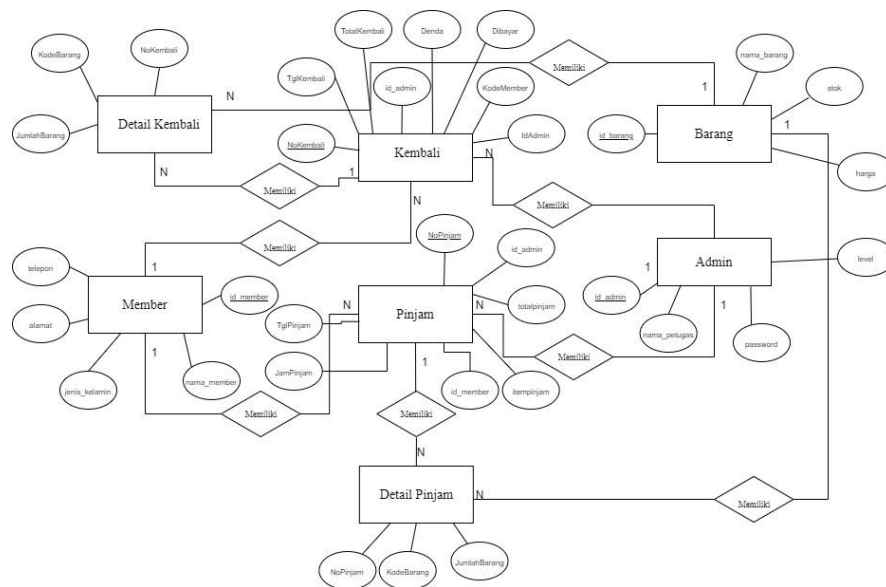 TotalKembali
Denda
Dibayar
KodeBarang
NoKembali
TglKembali
id_admin
Memiliki
nama_barang
KodeMember
stok
N
1
Detail Kembali
N
JumlahBarang
NoKembali
Kembali
IdAdmin
id_barang
Barang
1
N
N
Memiliki
1
N
Memiliki
harga
Memiliki
NoPinjam
id_admin
1
telepon
Member
id_member
alamat
1
jenis_kelamin
nama_member
N
TglPinjam
Pinjam
N
totalpinjam
JamPinjam
1
id_member
itempinjam
Admin
level
1
id_admin
nama_petugas
1
password
Memiliki
Memiliki
Memiliki
N
Detail Pinjam
N
Memiliki
NoPinjam
KodeBarang
JumlahBarang